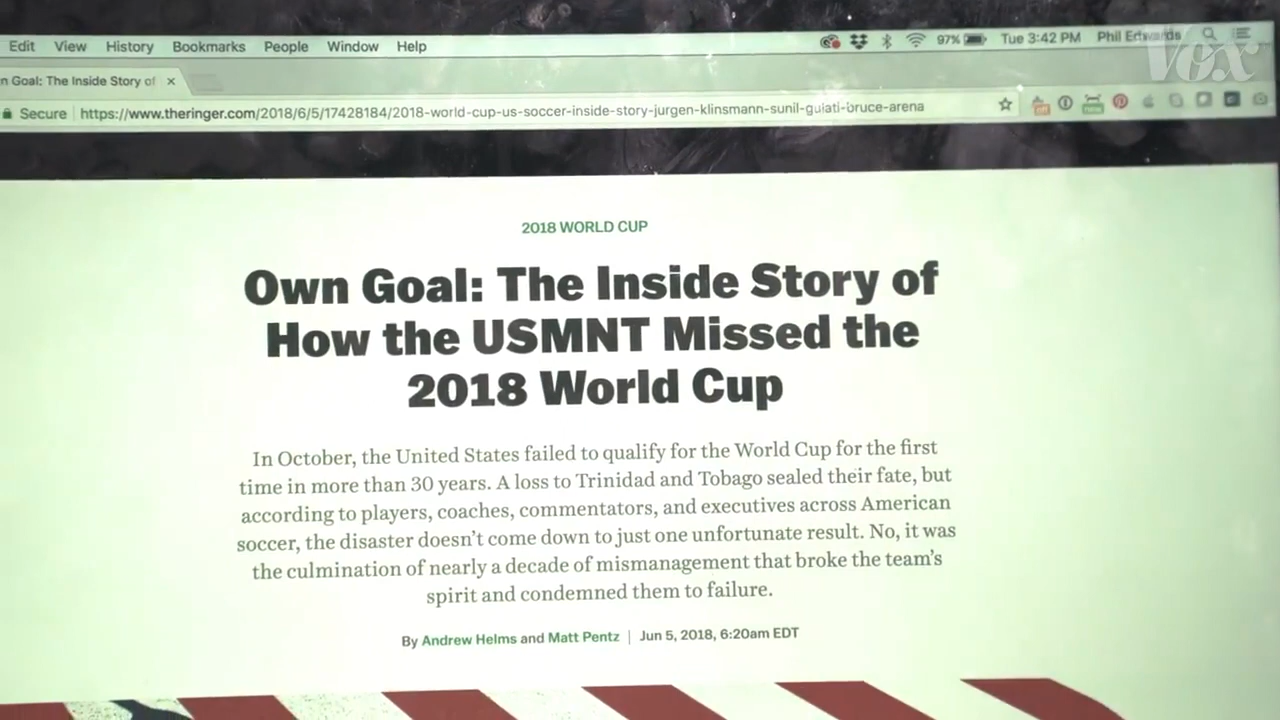 Edit View History Bookmarks People Window Help 97% Tue 3:42 PM Phil Edwards
Vox
n Goal: The Inside Story of ×
Secure https://www.theringer.com/2018/6/5/17428184/2018-world-cup-us-soccer-inside-story-jurgen-klinsmann-sunil-gulati-bruce-arena
2018 WORLD CUP
Own Goal: The Inside Story of
How the USMNT Missed the
2018 World Cup
In October, the United States failed to qualify for the World Cup for the first
time in more than 30 years. A loss to Trinidad and Tobago sealed their fate, but
according to players, coaches, commentators, and executives across American
soccer, the disaster doesn't come down to just one unfortunate result. No, it was
the culmination of nearly a decade of mismanagement that broke the team's
spirit and condemned them to failure.
By Andrew Helms and Matt Pentz | Jun 5, 2018, 6:20am EDT